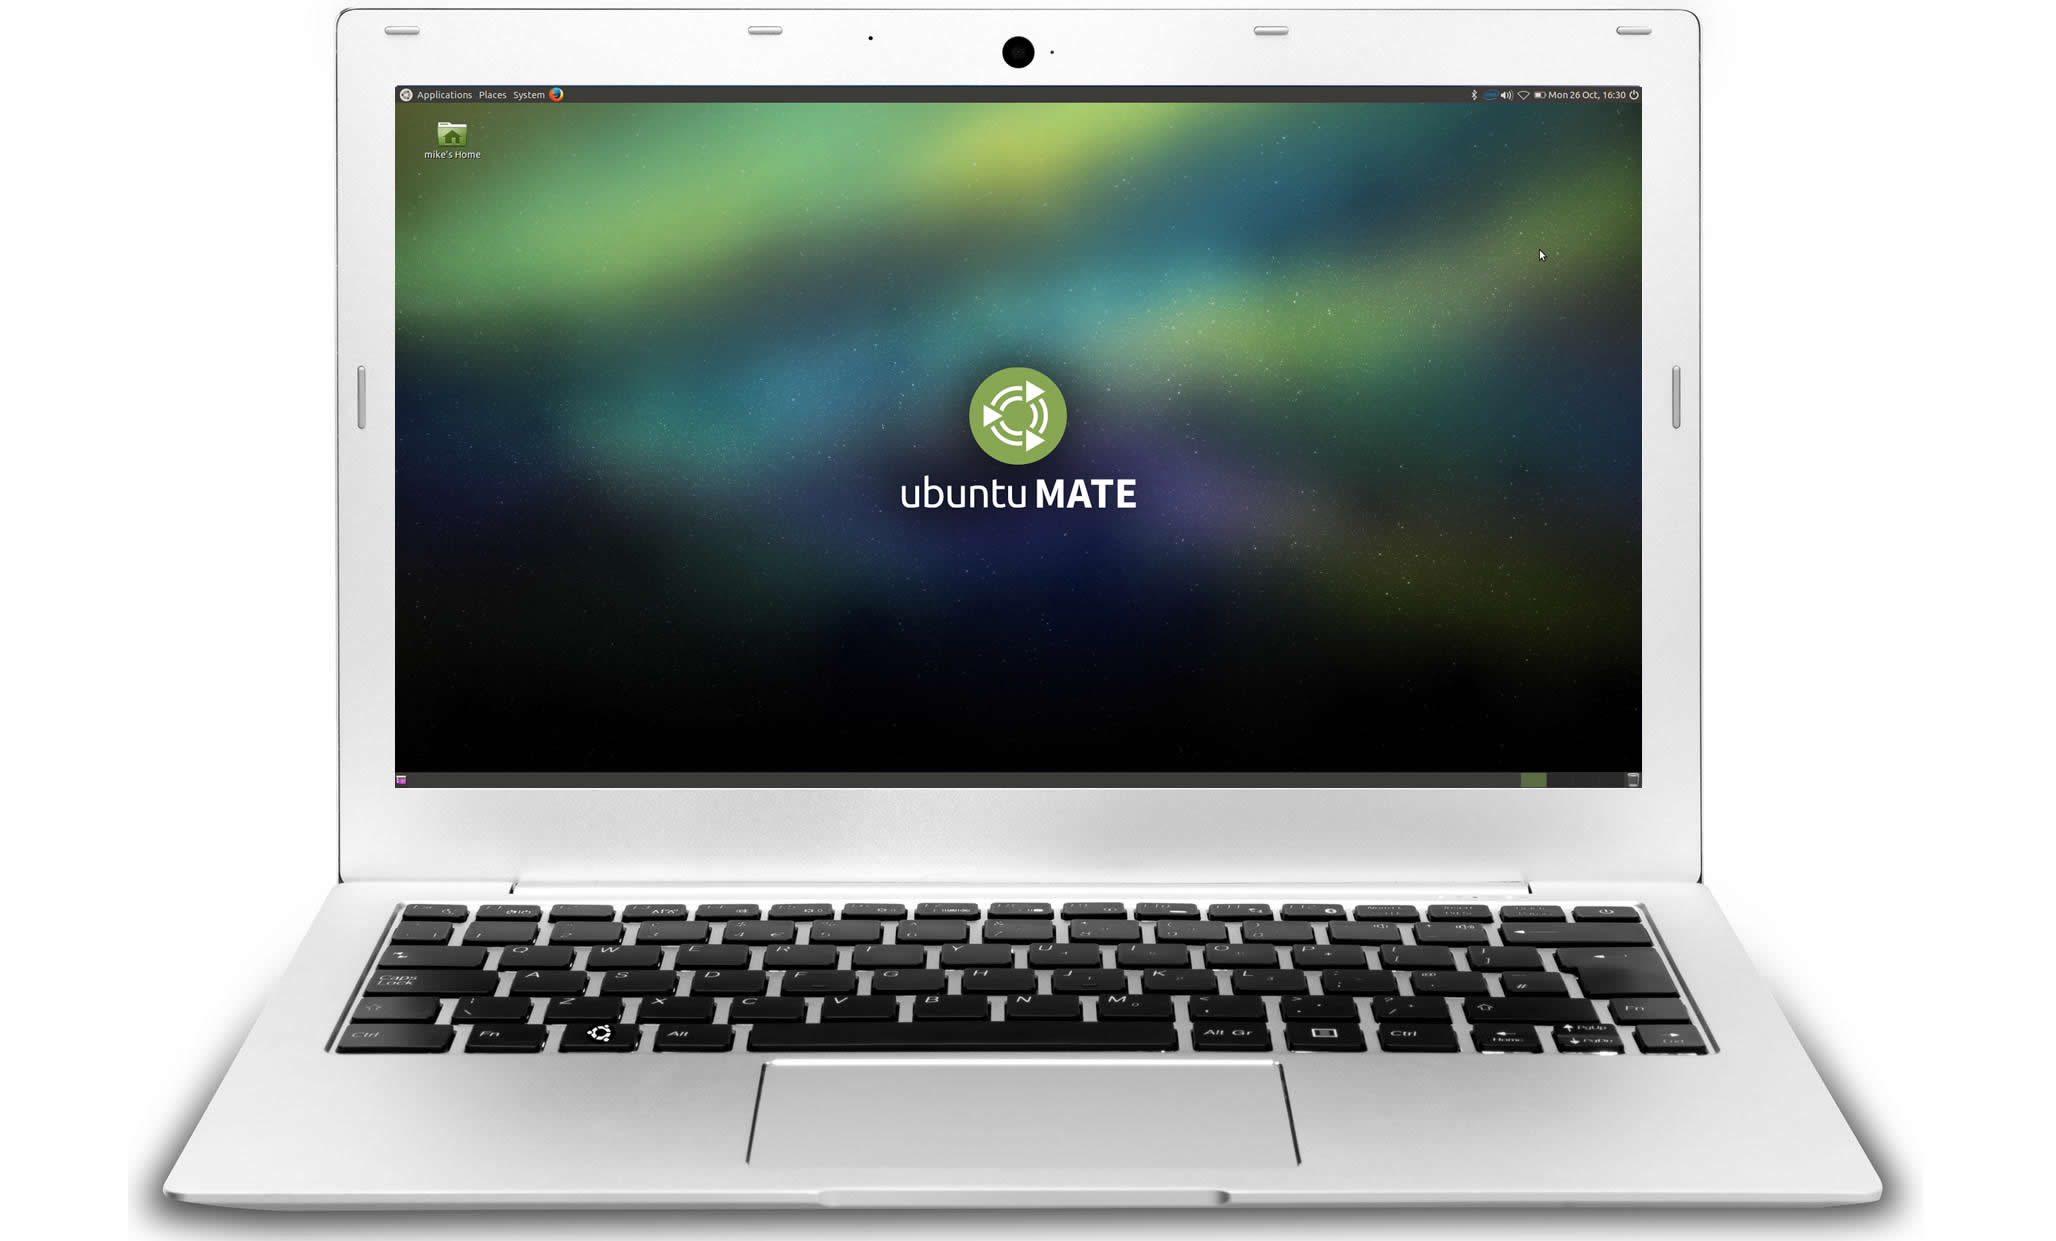 Applications Places System
Mon 26 Oct, 16:30
mike's Home
ubuntu MATE
Q W E R T Y U I O P
Caps Lock A S D F G H J K L
Z X C V B N M
Ctrl Fn Alt Alt Gr Ctrl Home PgUp PgDn End
Fn